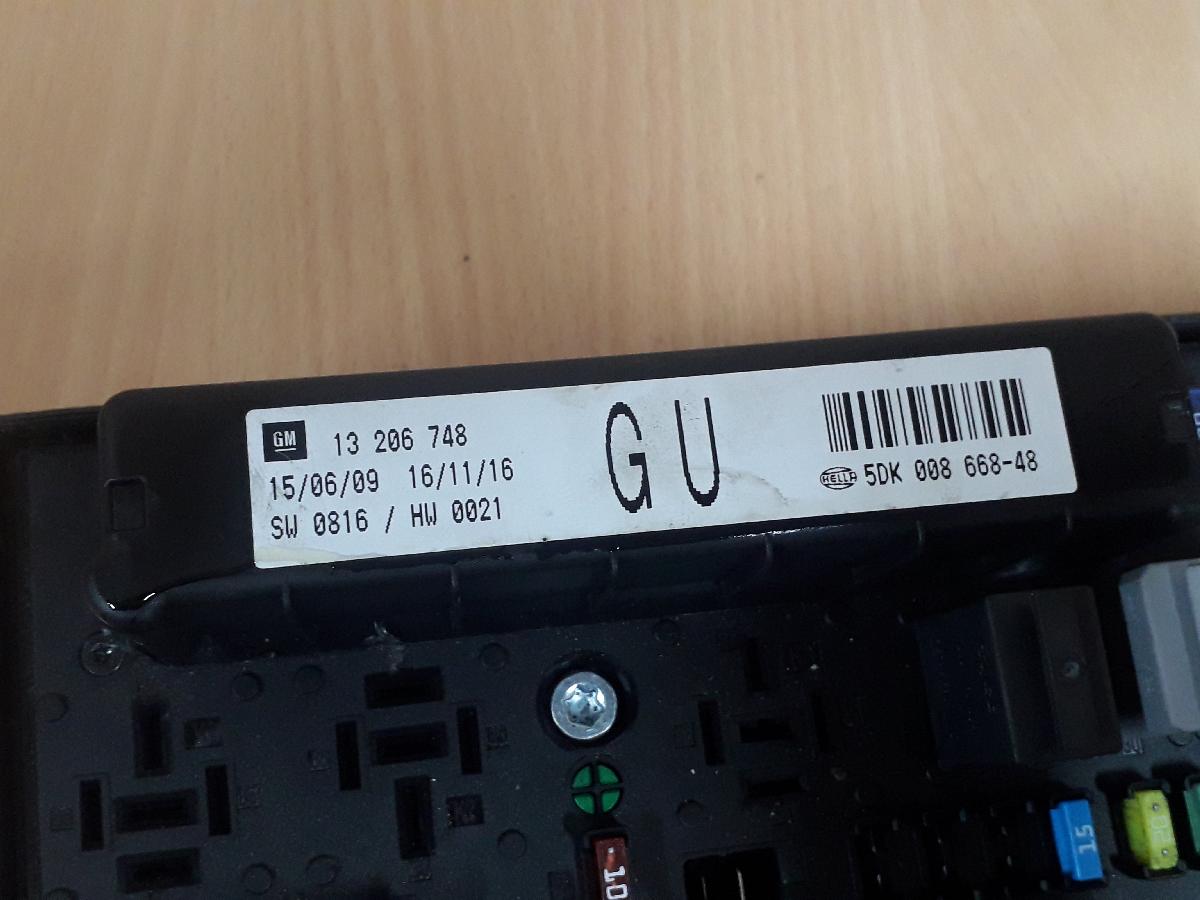 GM 13 206 748
15/06/09 16/11/16
SW 0816 / HW 0021
GU
HELLA 5DK 008 668-48
10
15